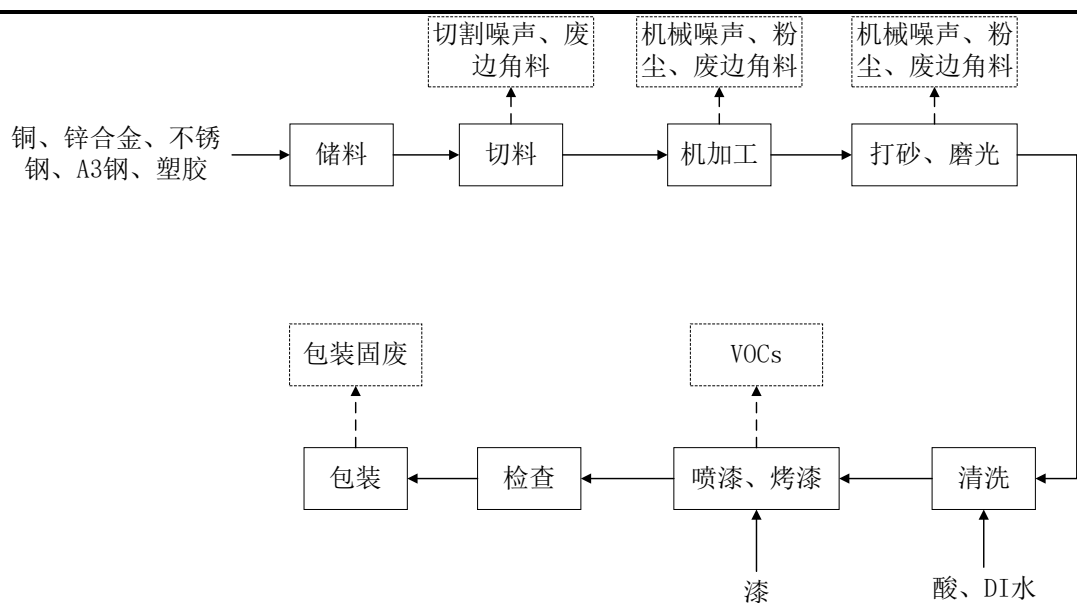 切割噪声、废
边角料
机械噪声、粉
尘、废边角料
机械噪声、粉
尘、废边角料
铜、锌合金、不锈
钢、A3钢、塑胶
储料
切料
机加工
打砂、磨光
包装固废
VOCs
包装
检查
喷漆、烤漆
清洗
漆
酸、DI水